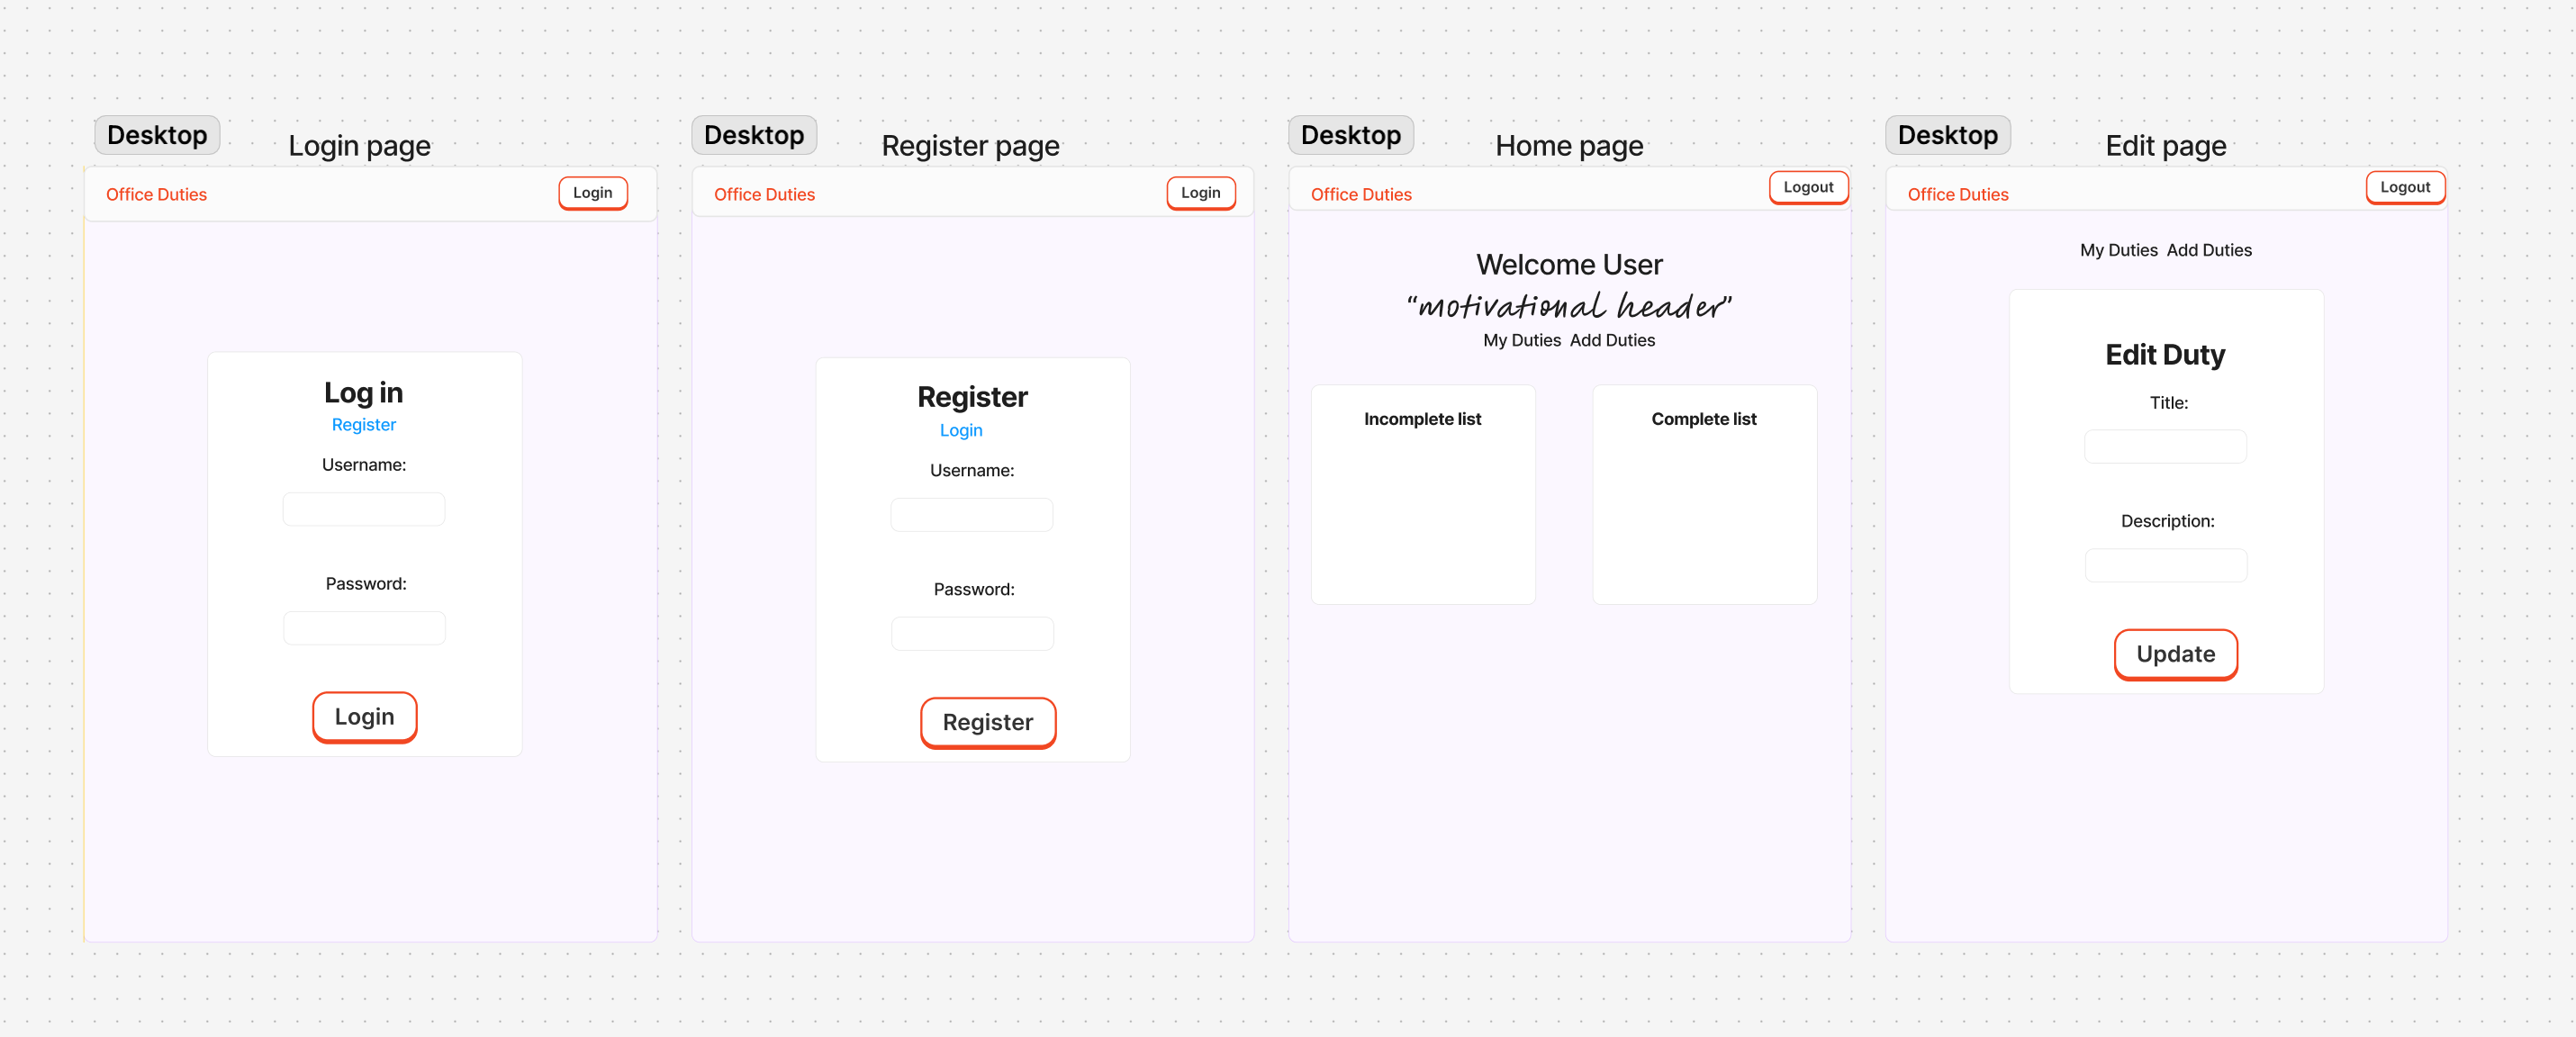 Desktop
Login page
Office Duties
Login
Log in
Register
Username:
Password:
Login
Desktop
Register page
Office Duties
Login
Register
Login
Username:
Password:
Register
Desktop
Home page
Office Duties
Logout
Welcome User
“motivational header”
My Duties Add Duties
Incomplete list
Complete list
Desktop
Edit page
Office Duties
Logout
My Duties Add Duties
Edit Duty
Title:
Description:
Update